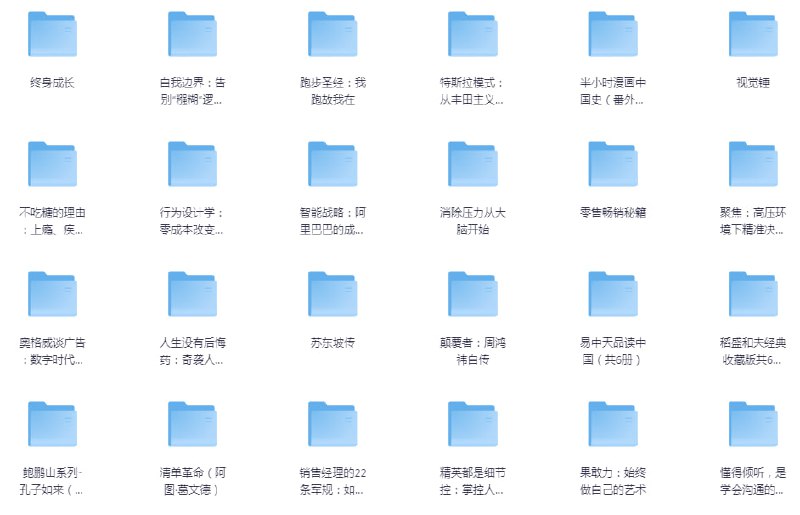 终身成长
自我边界：告
别“模糊”逻...
跑步圣经：我
跑故我在
特斯拉模式：
从丰田主义...
半小时漫画中
国史（番外...
视觉锤
不吃糖的理由
：上瘾、疾...
行为设计学：
零成本改变...
智能战略：阿
里巴巴的成...
消除压力从大
脑开始
零售畅销秘籍
聚焦：高压环
境下精准决...
奥格威谈广告
：数字时代...
人生没有后悔
药：奇袭人...
苏东坡传
颠覆者：周鸿
祎自传
易中天品读中
国（共6册）
稻盛和夫经典
收藏版共6...
鲍鹏山系列-
孔子如来（...
清单革命（阿
图·葛文德）
销售经理的22
条军规：如...
精英都是细节
控：掌控人...
果敢力：始终
做自己的艺术
懂得倾听，是
学会沟通的...